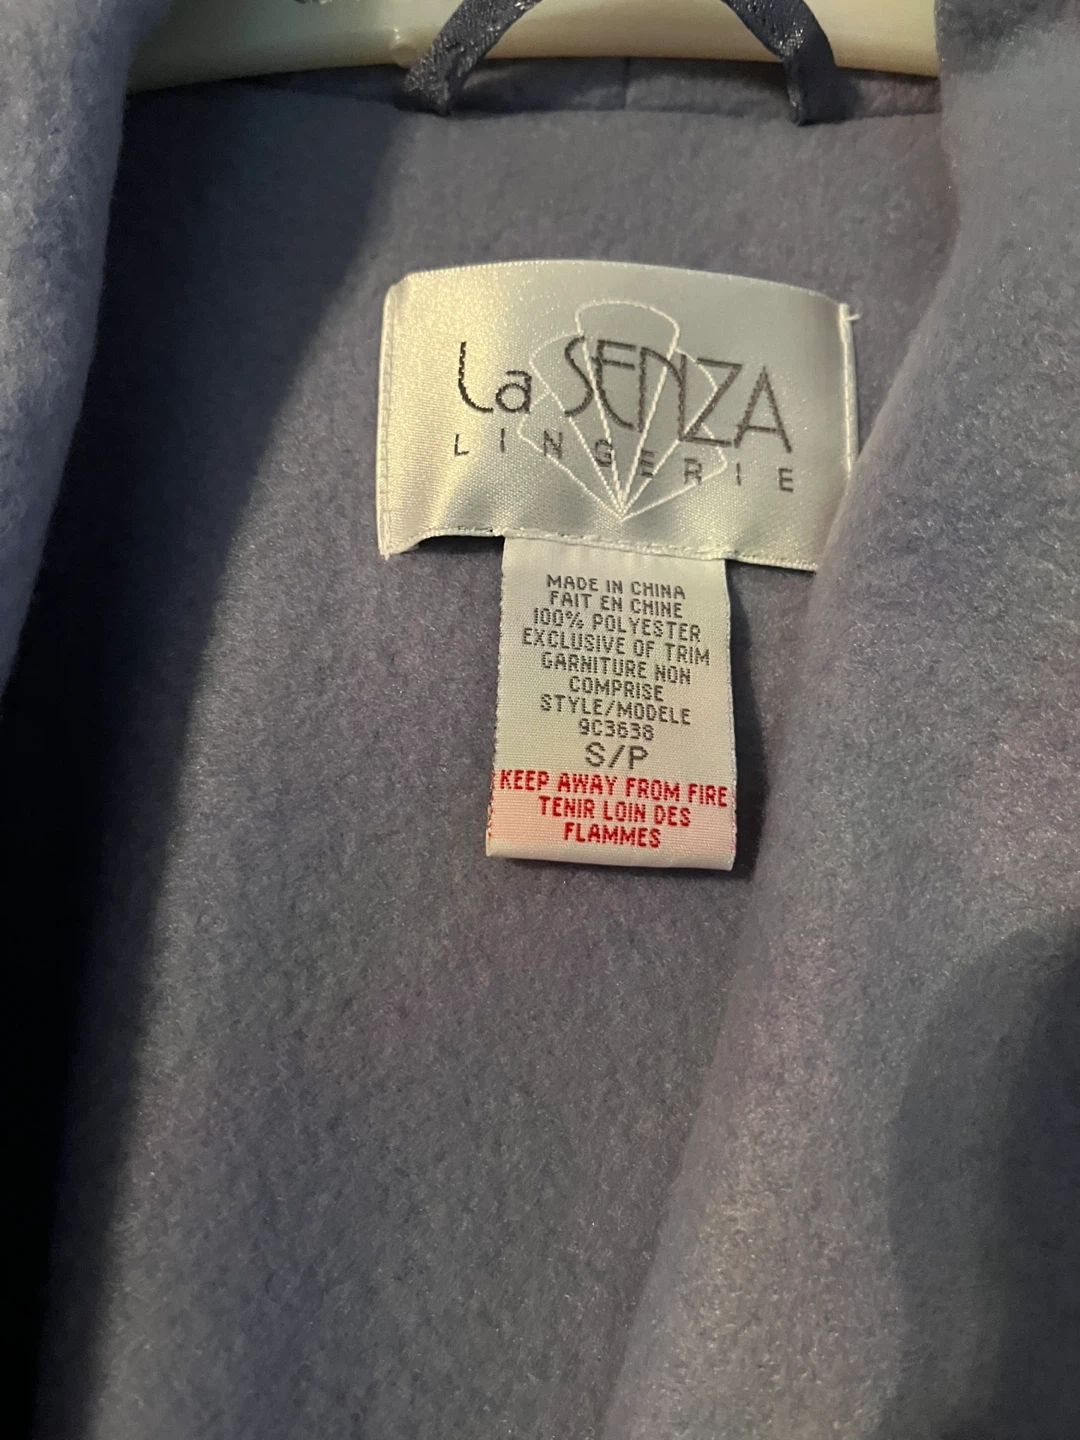 La SENZA
LINGERIE
MADE IN CHINA
FAIT EN CHINE
100% POLYESTER
EXCLUSIVE OF TRIM
GARNITURE NON
COMPRISE
STYLE/MODELE
9C3638
S/P
KEEP AWAY FROM FIRE
TENIR LOIN DES
FLAMMES